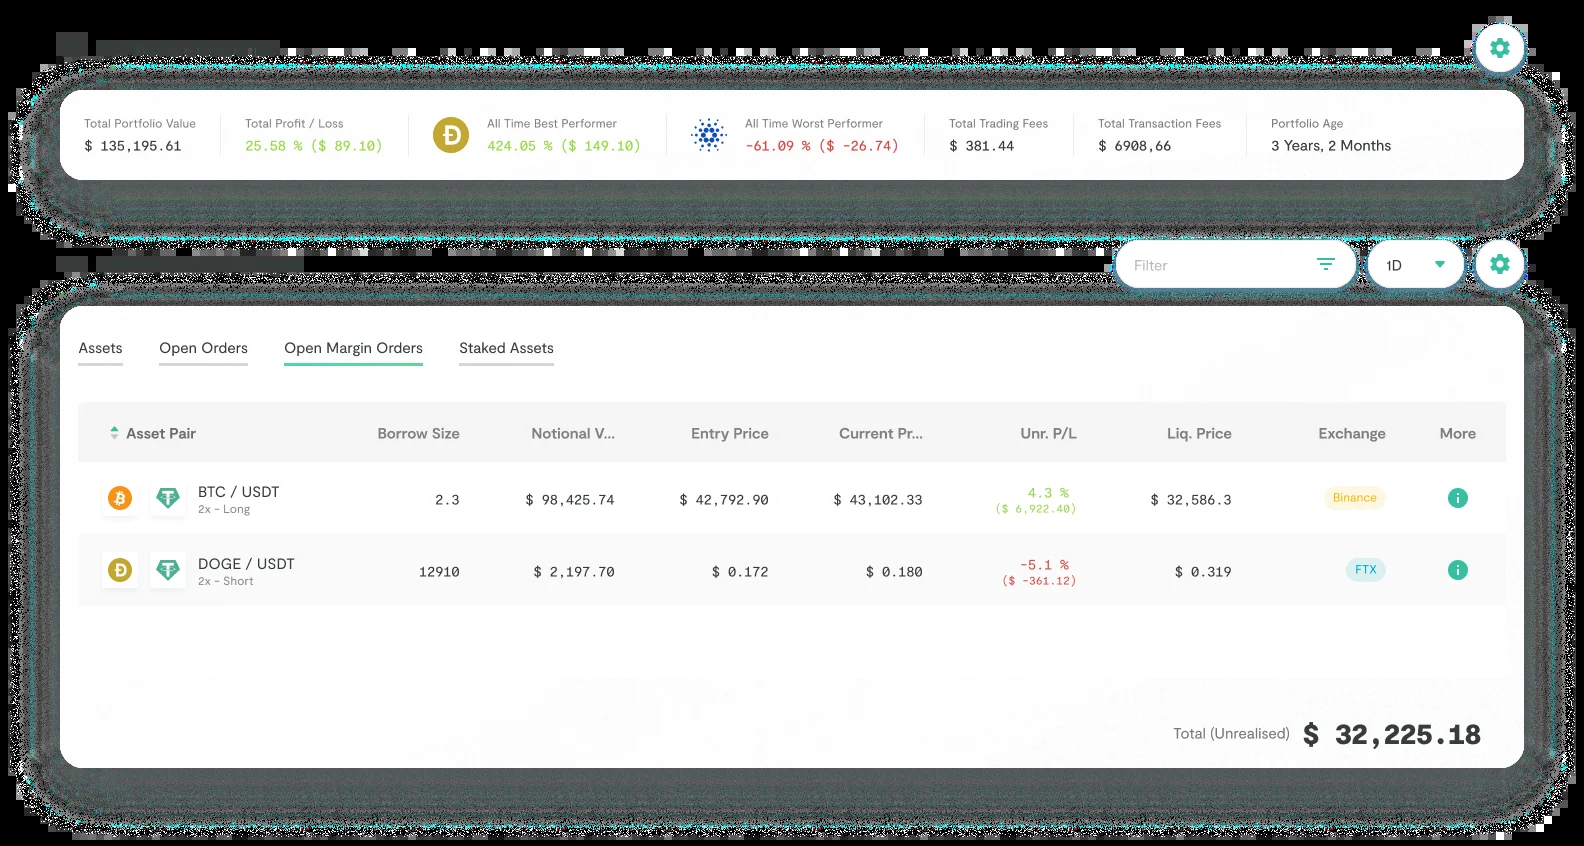 Total Portfolio Value
$ 135,195.61
Total Profit / Loss
25.58 % ($ 89.10)
All Time Best Performer
424.05 % ($ 149.10)
All Time Worst Performer
-61.09 % ($ -26.74)
Total Trading Fees
$ 381.44
Total Transaction Fees
$ 6908,66
Portfolio Age
3 Years, 2 Months
Filter
1D
Assets Open Orders Open Margin Orders Staked Assets
Asset Pair Borrow Size Notional V... Entry Price Current Pr... Unr. P/L Liq. Price Exchange More
BTC / USDT
2x - Long
2.3 $ 98,425.74 $ 42,792.90 $ 43,102.33
4.3 %
($ 6,922.40)
$ 32,586.3 Binance
DOGE / USDT
2x - Short
12910 $ 2,197.70 $ 0.172 $ 0.180
-5.1 %
($ -361.12)
$ 0.319 FTX
Total (Unrealised) $ 32,225.18